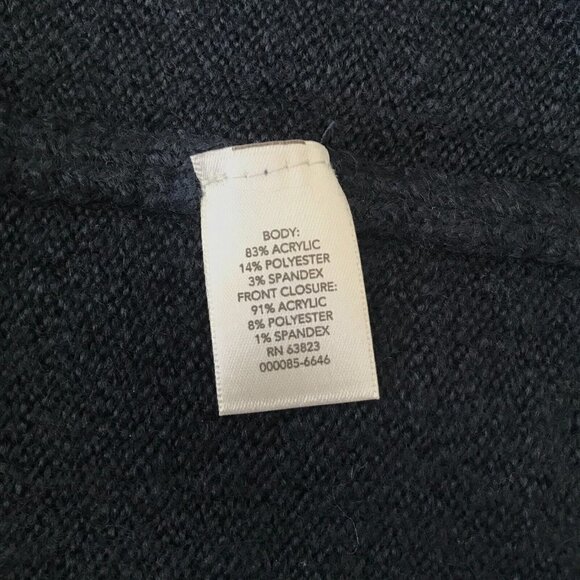 BODY:
83% ACRYLIC
14% POLYESTER
3% SPANDEX
FRONT CLOSURE:
91% ACRYLIC
8% POLYESTER
1% SPANDEX
RN 63823
000085-6646